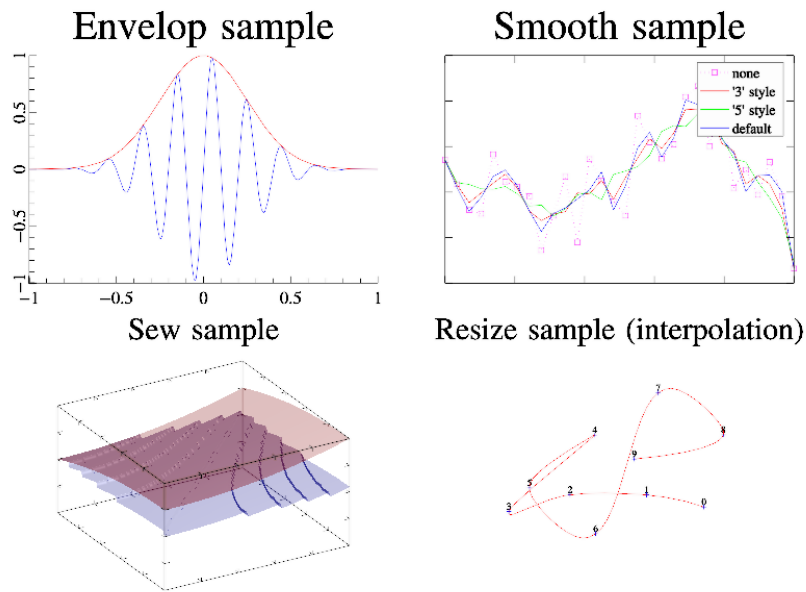 Envelop sample
Smooth sample
1
0.5
0
−0.5
−1
−1 −0.5 0 0.5 1
none
'3' style
'5' style
default
Sew sample
Resize sample (interpolation)
7
4
8
9
5
2
1
0
3
6